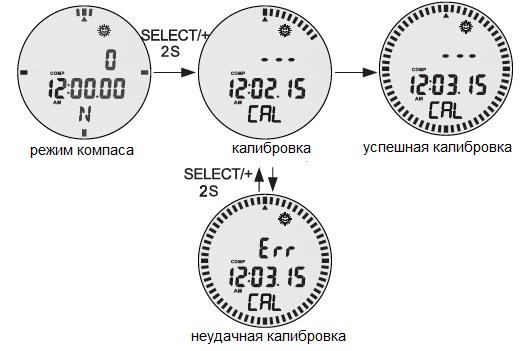 0
COMP
12:00.00
AM
N
режим компаса
SELECT/+
2S
- - -
COMP
12:02.15
AM
CAL
калибровка
- - -
COMP
12:03.15
AM
CAL
успешная калибровка
SELECT/+
2S
Err
COMP
12:03.15
AM
CAL
неудачная калибровка